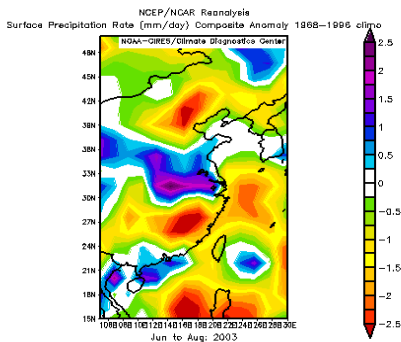 NCEP/NCAR Reanalysis
Surface Precipitation Rate (mm/day) Composite Anomaly 1968-1996 climo
NOAA-CIRES/Climate Diagnostics Center
48N
45N
42N
39N
36N
33N
30N
27N
24N
21N
18N
15N
2.5
2
1.5
1
0.5
0
-0.5
-1
-1.5
-2
-2.5
Jun to Aug: 2003